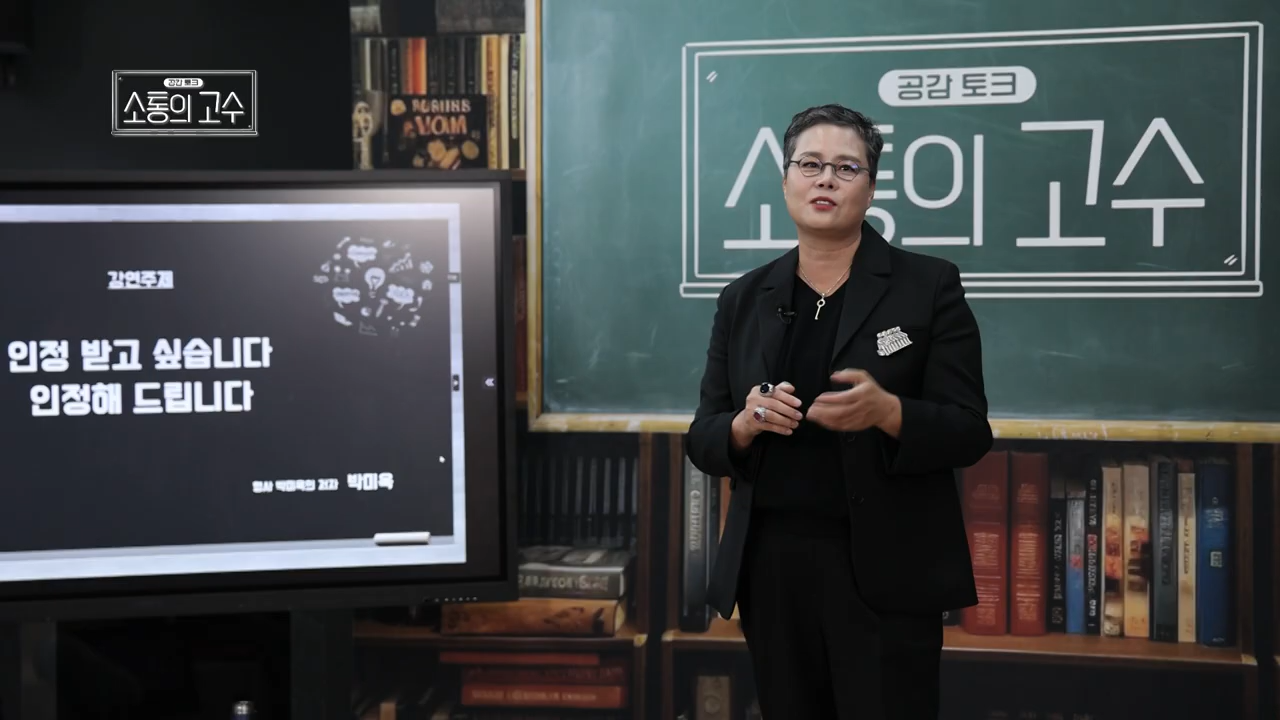 공감 토크
소통의 고수
공감 토크
소통의 고수
강연주제
인정 받고 싶습니다
인정해 드립니다
박미옥